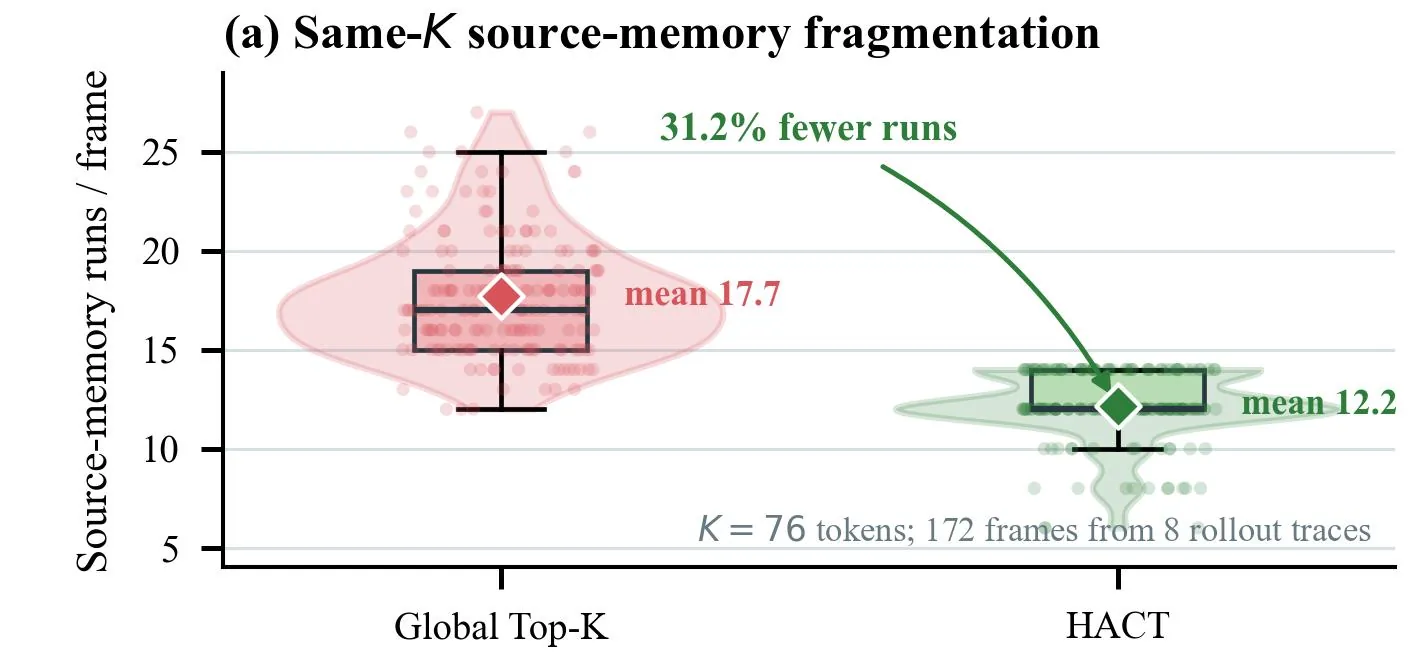 (a) Same-K source-memory fragmentation
Source-memory runs / frame
25
20
15
10
5
31.2% fewer runs
mean 17.7
mean 12.2
K = 76 tokens; 172 frames from 8 rollout traces
Global Top-K
HACT